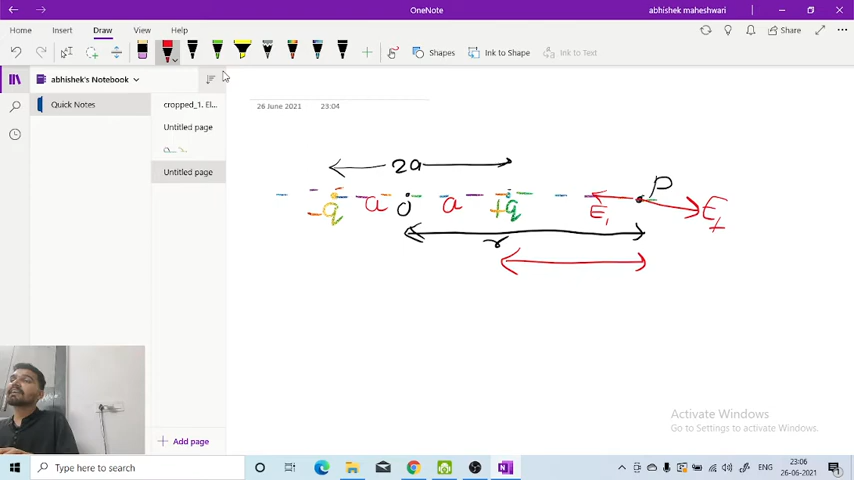 OneNote
abhishek maheshwari
Home Insert Draw View Help
Share
Shapes Ink to Shape Ink to Text
abhishek's Notebook
Quick Notes
cropped_1. El...
Untitled page
Untitled page
26 June 2021 23:04
2a
-q a O a +q E, P E+
r
Activate Windows
Go to Settings to activate Windows.
Add page
Type here to search
ENG
23:06
26-06-2021